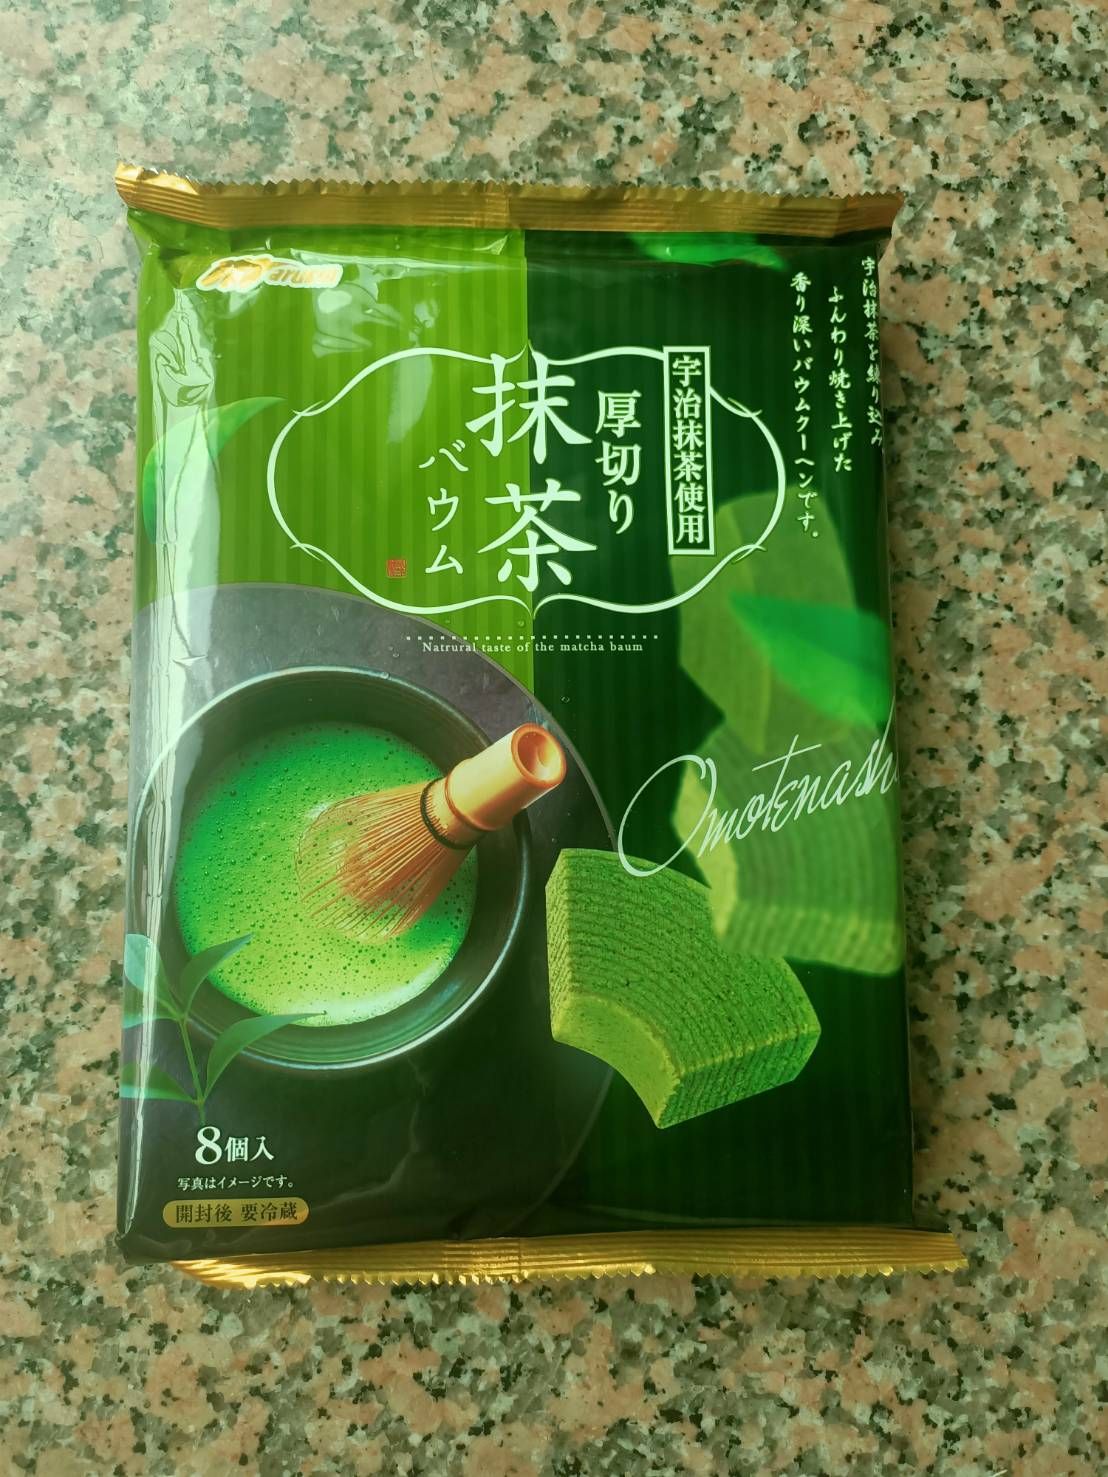 宇治抹茶を練り込み
ふんわり焼き上げた
香り深いバウムクーヘンです。
宇治抹茶使用
厚切り
抹茶
バウム
Natrural taste of the matcha baum
Omotenashi
8個入
写真はイメージです。
開封後 要冷蔵